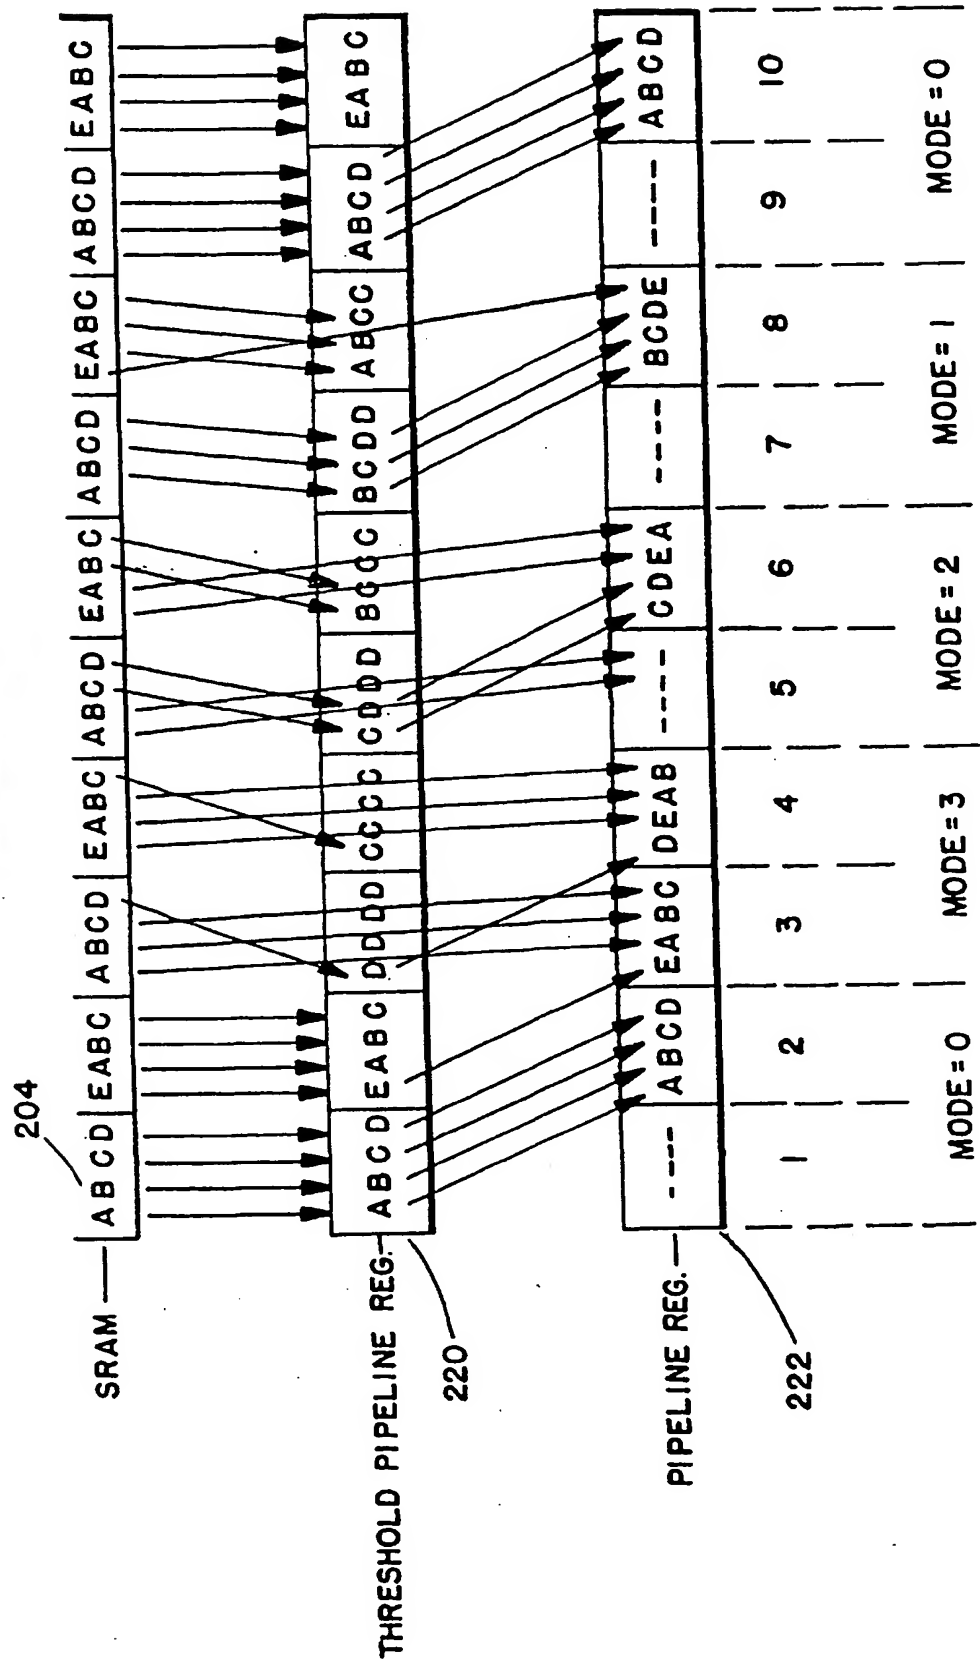 204
SRAM ABCD EABC ABCD EABC ABCD EABC ABCD EABC ABCD EABC
THRESHOLD PIPELINE REG. ABCD EABC DDDD CCCC CDDD BCCC BCDD ABCC ABCD EABC
220
PIPELINE REG. ---- ABCD EABC DEAB ---- CDEA ---- BCDE ---- ABCD
222
1 2 3 4 5 6 7 8 9 10
MODE=0 MODE=3 MODE=2 MODE=1 MODE=0